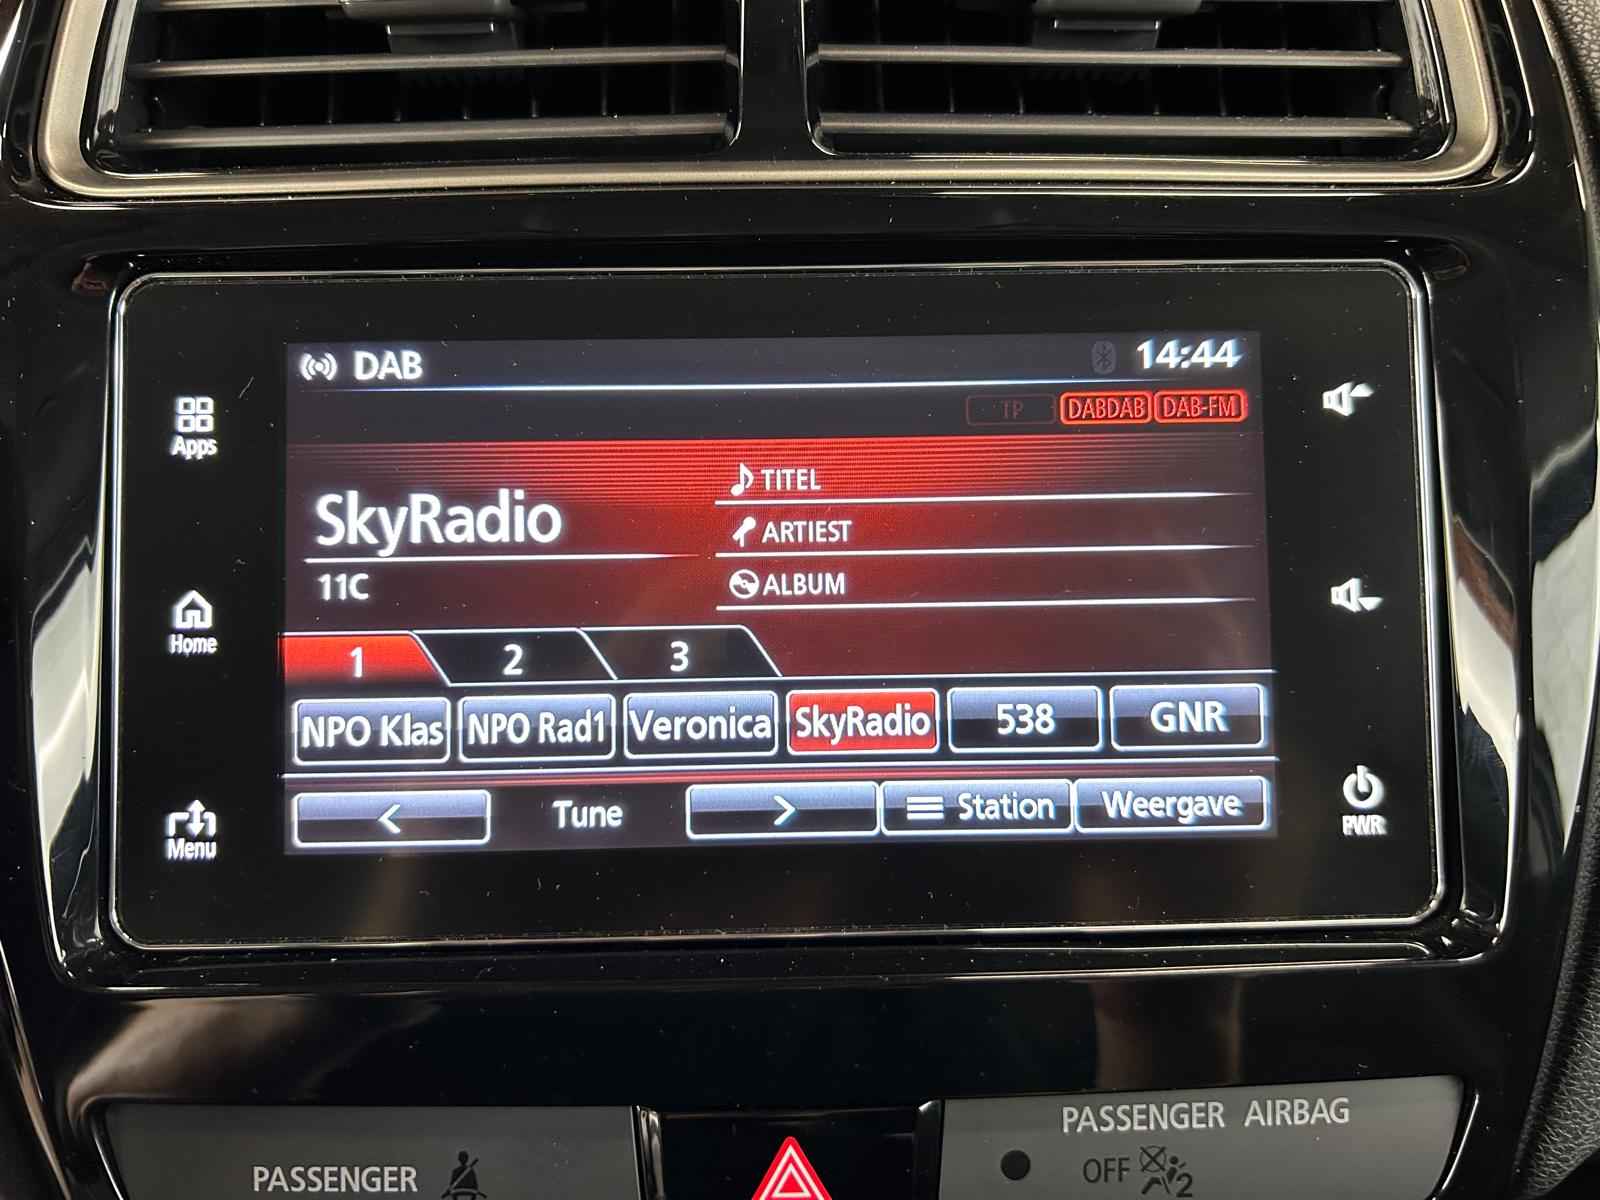 DAB
14:44
TP
DABDAB
DAB-FM
Apps
SkyRadio
11C
TITEL
ARTIEST
ALBUM
Home
1
2
3
NPO Klas
NPO Rad1
Veronica
SkyRadio
538
GNR
<
Tune
>
Station
Weergave
Menu
PWR
PASSENGER
PASSENGER AIRBAG
OFF
2